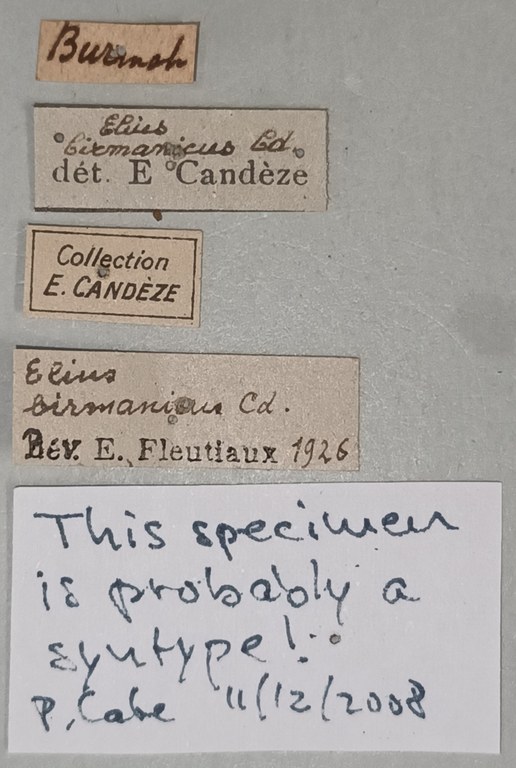 Burmah
Elius
birmanicus Cd.
dét. E Candèze
Collection
E. CANDÈZE
Elius
birmanicus Cd.
Rév. E. Fleutiaux 1926
This specimen
is probably a
syntype!
P. Cate 11/12/2008